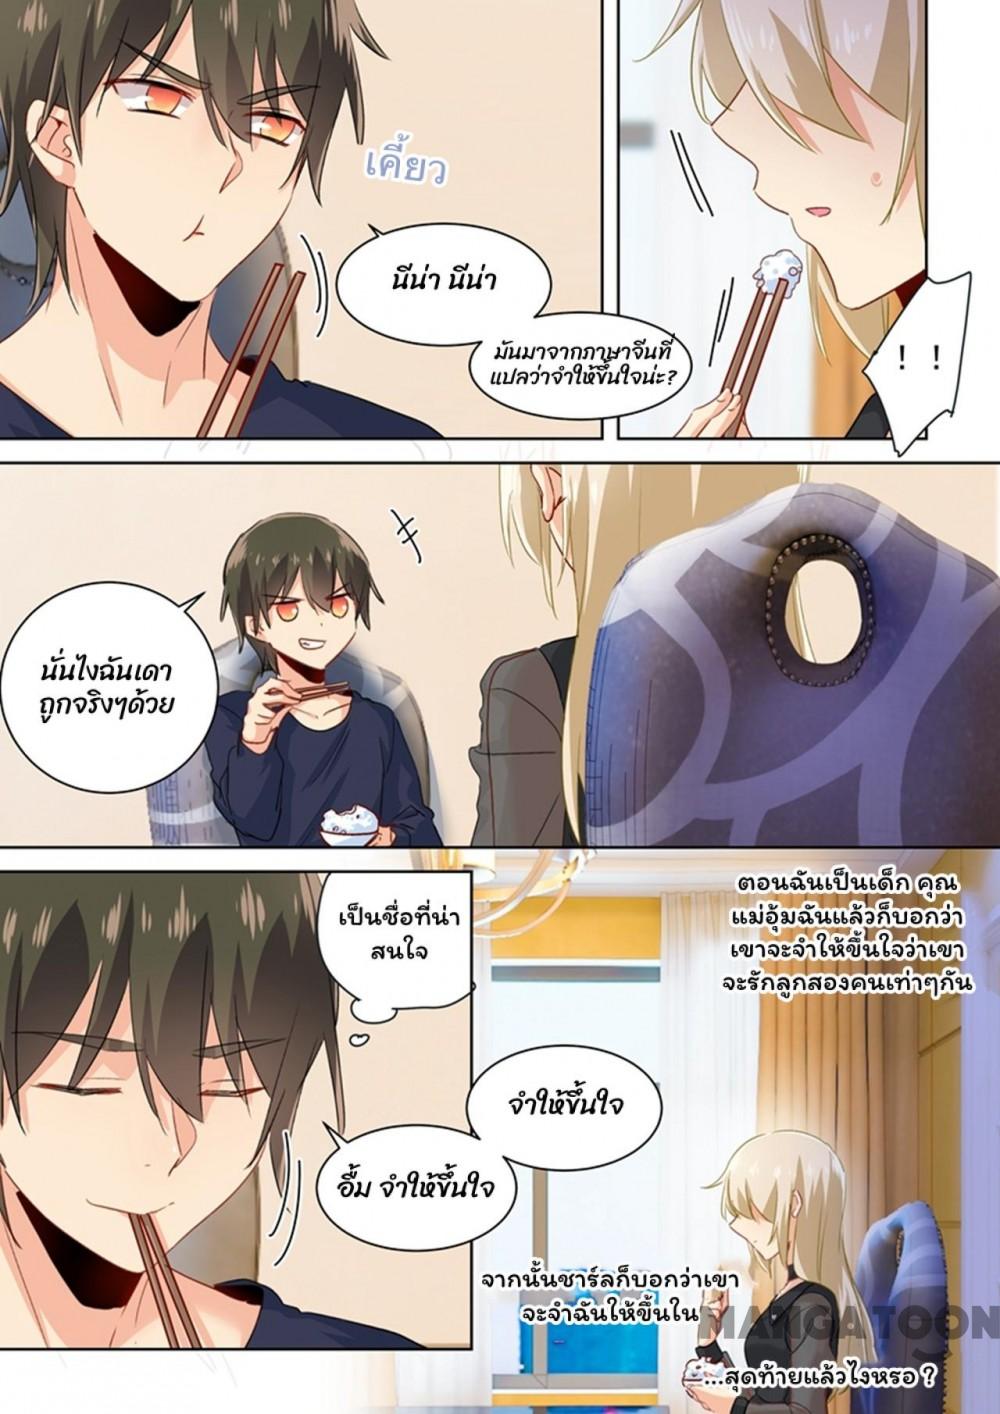 เคี้ยว
นีน่า นีน่า
มันมาจากภาษาจีนที่
แปลว่าจำให้ขึ้นใจน่ะ?
! !
นั่นไงฉันเดา
ถูกจริงๆด้วย
เป็นชื่อที่น่า
สนใจ
ตอนฉันเป็นเด็ก คุณ
แม่อุ้มฉันแล้วก็บอกว่า
เขาจะจำให้ขึ้นใจว่าเขา
จะรักลูกสองคนเท่าๆกัน
จำให้ขึ้นใจ
อื้ม จำให้ขึ้นใจ
จากนั้นชาร์ลก็บอกว่าเขา
จะจำฉันให้ขึ้นใน
MANGATOON
...สุดท้ายแล้วไงหรอ ?